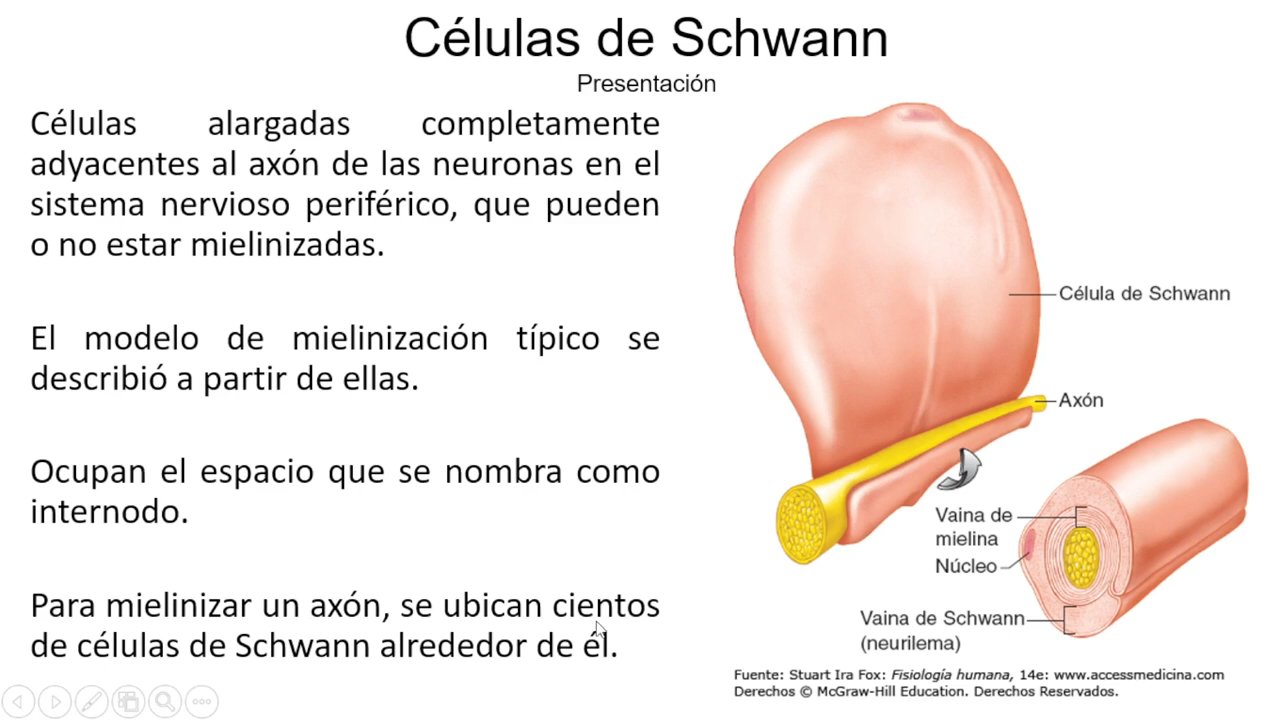 Células de Schwann
Presentación
Células alargadas completamente
adyacentes al axón de las neuronas en el
sistema nervioso periférico, que pueden
o no estar mielinizadas.
El modelo de mielinización típico se
describió a partir de ellas.
Ocupan el espacio que se nombra como
internodo.
Para mielinizar un axón, se ubican cientos
de células de Schwann alrededor de él.
Célula de Schwann
Axón
Vaina de
mielina
Núcleo
Vaina de Schwann
(neurilema)
Fuente: Stuart Ira Fox: Fisiología humana, 14e: www.accessmedicina.com
Derechos © McGraw-Hill Education. Derechos Reservados.